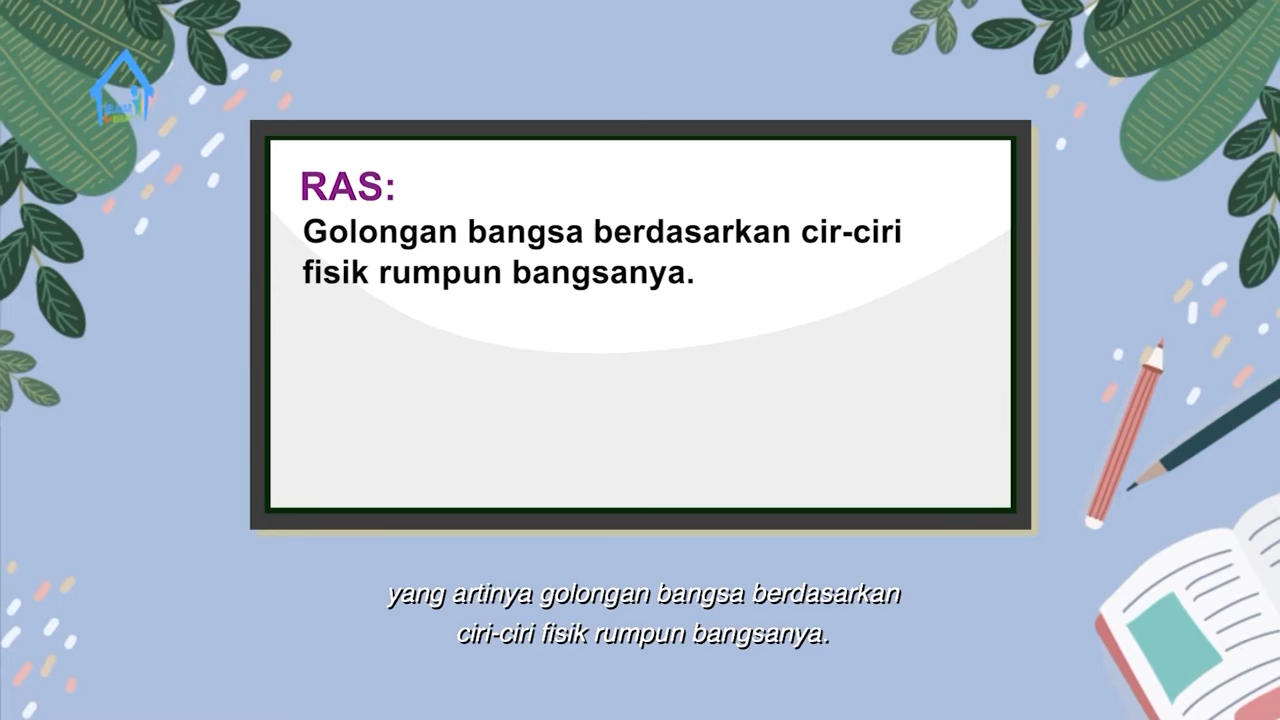 RAS:
Golongan bangsa berdasarkan cir-ciri
fisik rumpun bangsanya.
yang artinya golongan bangsa berdasarkan
ciri-ciri fisik rumpun bangsanya.